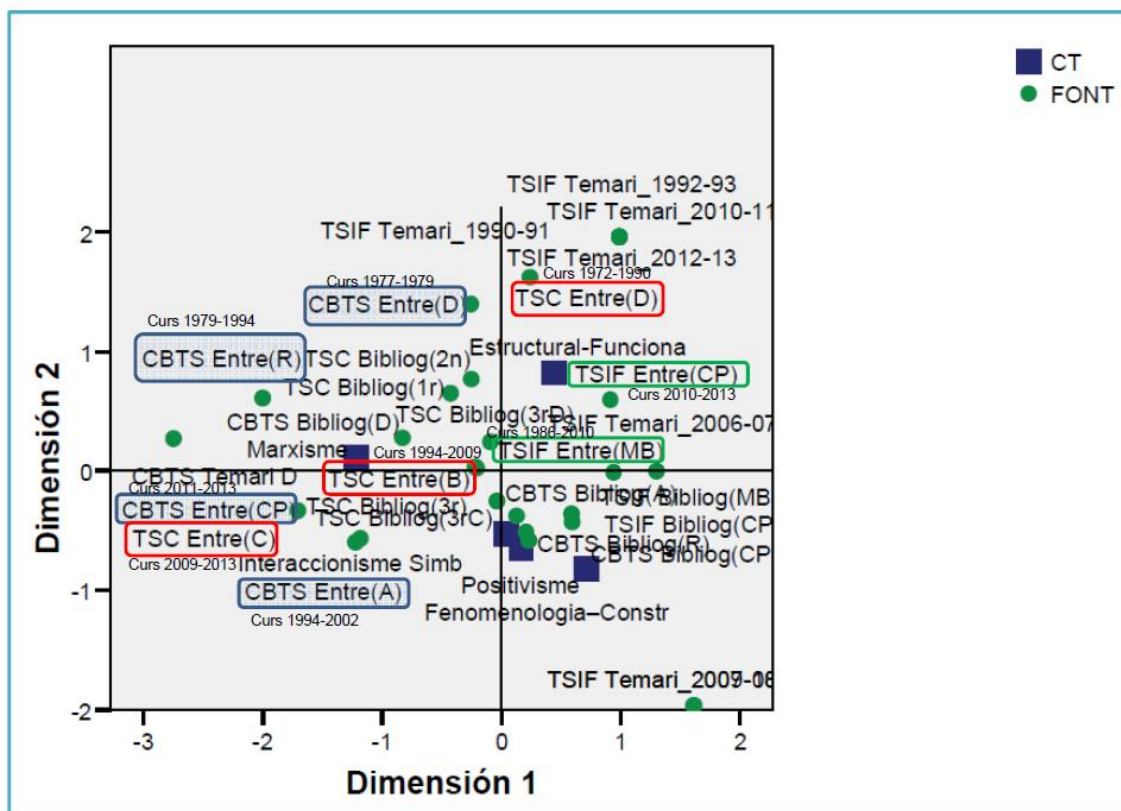 CT
FONT
TSIF Temari_1992-93
TSIF Temari_2010-11
TSIF Temari_1990-91
TSIF Temari_2012-13
Curs 1977-1979
Curs 1972-1990
CBTS Entre(D)
TSC Entre(D)
Curs 1979-1994
CBTS Entre(R)
TSC Bibliog(2n)
Estructural-Funciona
TSIF Entre(CP)
TSC Bibliog(1r)
Curs 2010-2013
CBTS Bibliog(D)
TSC Bibliog(3rD)
TSIF Temari_2006-07
Curs 1986-2010
Marxisme
Curs 1994-2009
TSIF Entre(MB)
CBTS Temari D
TSC Entre(B)
Curs 2011-2013
CBTS Entre(CP)
TSC Bibliog(3r)
CBTS Bibliog(A)
TSIF Bibliog(MB
TSC Bibliog(3rC)
TSIF Bibliog(CP
TSC Entre(C)
CBTS Bibliog(R)
CBTS Bibliog(CP
Curs 2009-2013
Interaccionisme Simb
Positivisme
CBTS Entre(A)
Fenomenologia–Constr
Curs 1994-2002
TSIF Temari_
2
1
0
-1
-2
-3
-2
-1
0
1
2
Dimensión 2
Dimensión 1